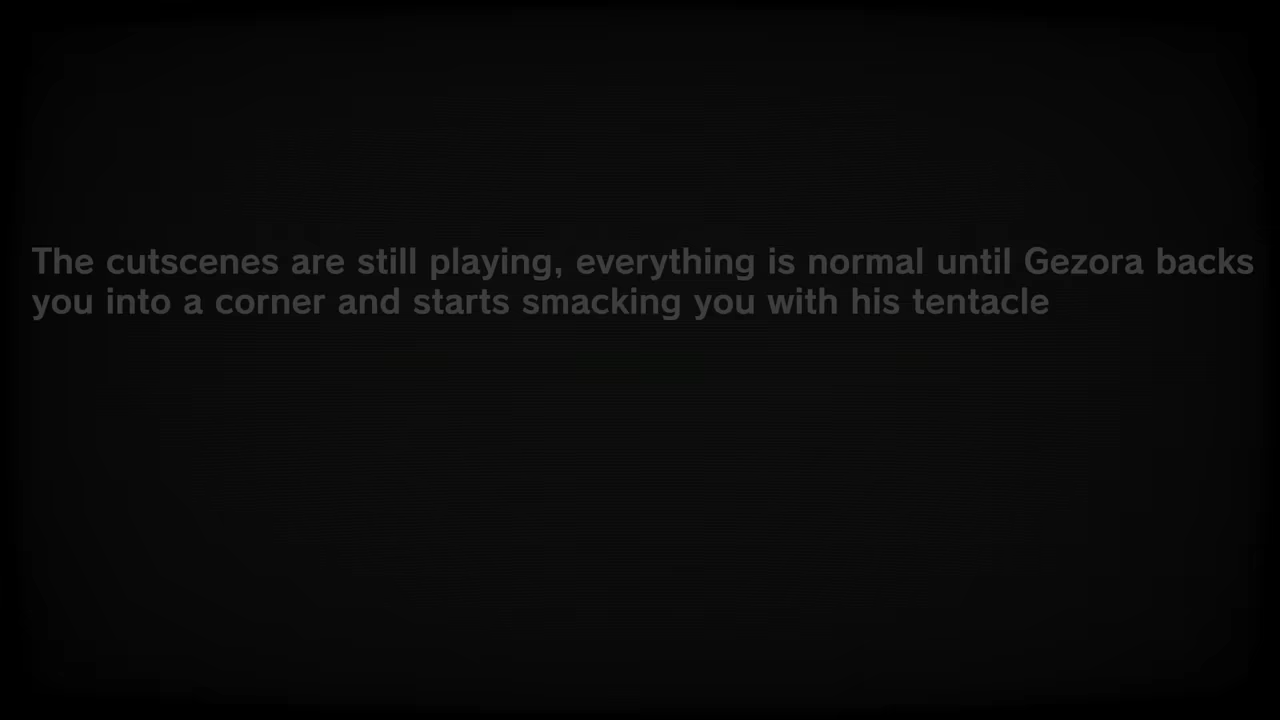 The cutscenes are still playing, everything is normal until Gezora backs
you into a corner and starts smacking you with his tentacle